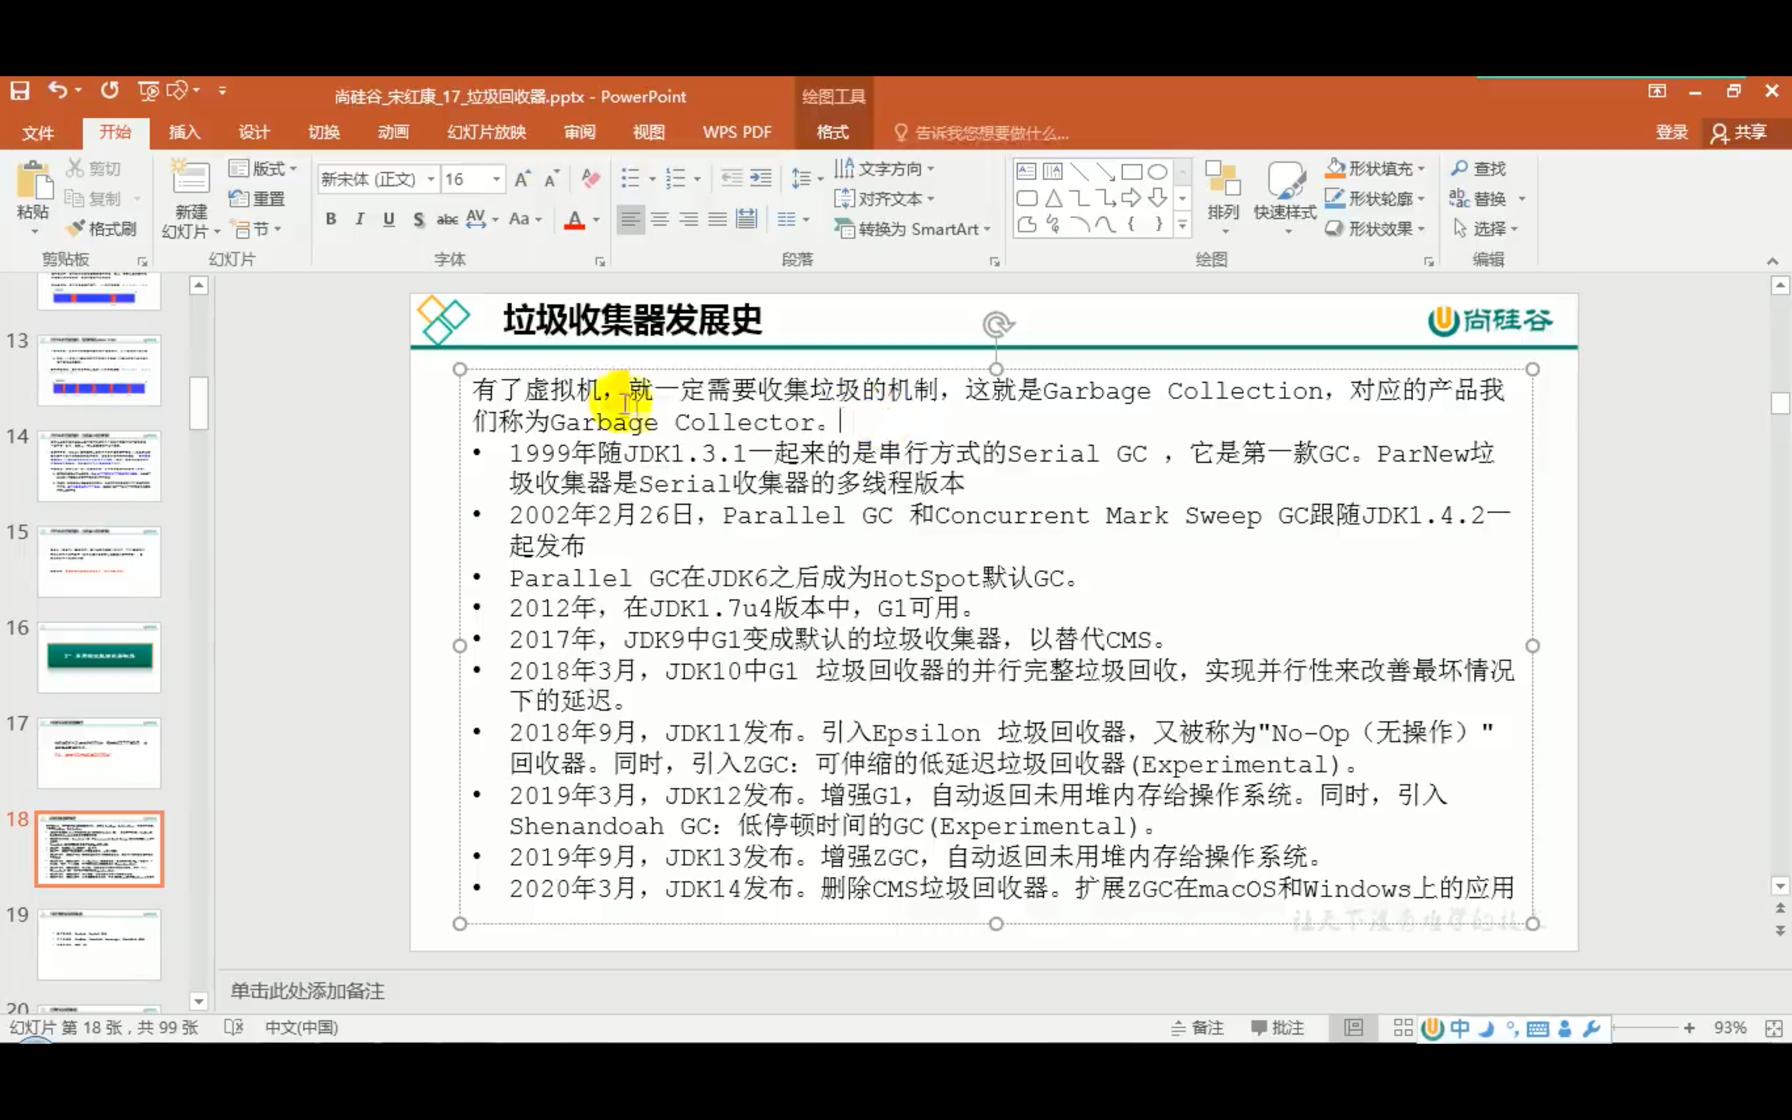 尚硅谷_宋红康_17_垃圾回收器.pptx - PowerPoint
绘图工具
文件 开始 插入 设计 切换 动画 幻灯片放映 审阅 视图 WPS PDF 格式 告诉我您想要做什么... 登录 共享
粘贴 剪切 复制 格式刷
剪贴板
新建幻灯片 版式 重置 节
幻灯片
新宋体 (正文) 16
B I U S abc AV Aa A
字体
文字方向 对齐文本 转换为 SmartArt
段落
排列 快速样式 形状填充 形状轮廓 形状效果
绘图
查找 替换 选择
编辑
13
14
15
16
17
18
19
20
垃圾收集器发展史
尚硅谷
有了虚拟机，就一定需要收集垃圾的机制，这就是Garbage Collection，对应的产品我
们称为Garbage Collector。
• 1999年随JDK1.3.1一起来的是串行方式的Serial GC ，它是第一款GC。ParNew垃
圾收集器是Serial收集器的多线程版本
• 2002年2月26日，Parallel GC 和Concurrent Mark Sweep GC跟随JDK1.4.2一
起发布
• Parallel GC在JDK6之后成为HotSpot默认GC。
• 2012年，在JDK1.7u4版本中，G1可用。
• 2017年，JDK9中G1变成默认的垃圾收集器，以替代CMS。
• 2018年3月，JDK10中G1 垃圾回收器的并行完整垃圾回收，实现并行性来改善最坏情况
下的延迟。
• 2018年9月，JDK11发布。引入Epsilon 垃圾回收器，又被称为"No-Op（无操作）"
回收器。同时，引入ZGC：可伸缩的低延迟垃圾回收器(Experimental)。
• 2019年3月，JDK12发布。增强G1，自动返回未用堆内存给操作系统。同时，引入
Shenandoah GC：低停顿时间的GC(Experimental)。
• 2019年9月，JDK13发布。增强ZGC，自动返回未用堆内存给操作系统。
• 2020年3月，JDK14发布。删除CMS垃圾回收器。扩展ZGC在macOS和Windows上的应用
单击此处添加备注
幻灯片 第 18 张，共 99 张 中文(中国) 备注 批注 中 93%